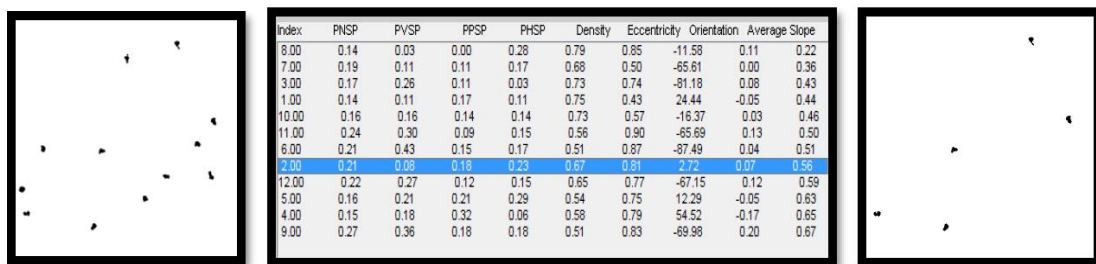 Index PNSP PVSP PPSP PHSP Density Eccentricity Orientation Average Slope
8.00 0.14 0.03 0.00 0.28 0.79 0.85 -11.58 0.11 0.22
7.00 0.19 0.11 0.11 0.17 0.68 0.50 -65.61 0.00 0.36
3.00 0.17 0.26 0.11 0.03 0.73 0.74 -81.18 0.08 0.43
1.00 0.14 0.11 0.17 0.11 0.75 0.43 24.44 -0.05 0.44
10.00 0.16 0.16 0.14 0.14 0.73 0.57 -16.37 0.03 0.46
11.00 0.24 0.30 0.09 0.15 0.56 0.90 -65.69 0.13 0.50
6.00 0.21 0.43 0.15 0.17 0.51 0.87 -87.49 0.04 0.51
2.00 0.21 0.08 0.18 0.23 0.67 0.81 2.72 0.07 0.56
12.00 0.22 0.27 0.12 0.15 0.65 0.77 -67.15 0.12 0.59
5.00 0.16 0.21 0.21 0.29 0.54 0.75 12.29 -0.05 0.63
4.00 0.15 0.18 0.32 0.06 0.58 0.79 54.52 -0.17 0.65
9.00 0.27 0.36 0.18 0.18 0.51 0.83 -69.98 0.20 0.67